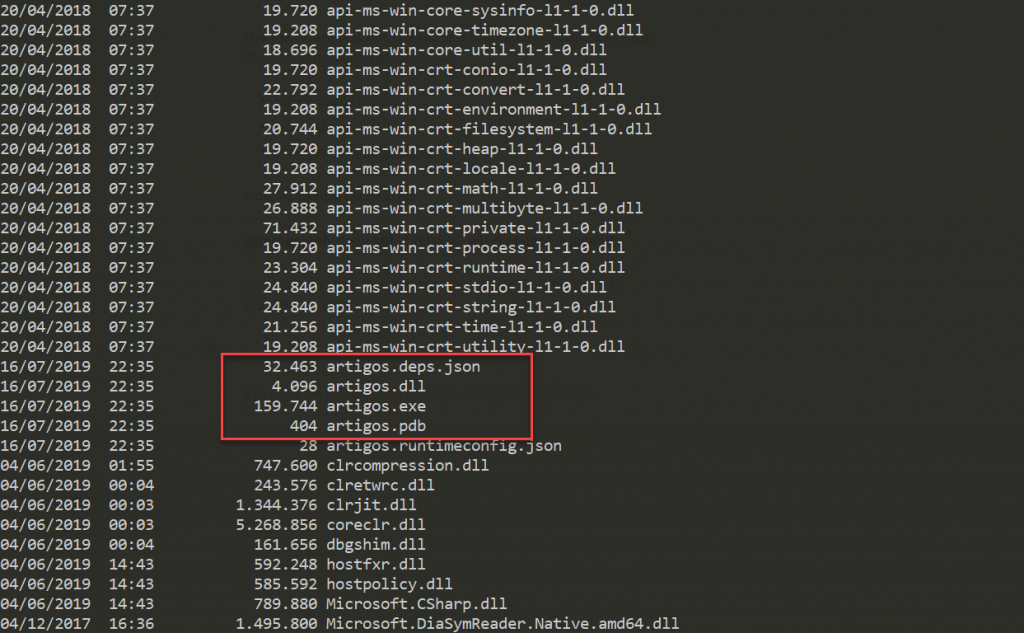 20/04/2018  07:37            19.720 api-ms-win-core-sysinfo-l1-1-0.dll
20/04/2018  07:37            19.208 api-ms-win-core-timezone-l1-1-0.dll
20/04/2018  07:37            18.696 api-ms-win-core-util-l1-1-0.dll
20/04/2018  07:37            19.720 api-ms-win-crt-conio-l1-1-0.dll
20/04/2018  07:37            22.792 api-ms-win-crt-convert-l1-1-0.dll
20/04/2018  07:37            19.208 api-ms-win-crt-environment-l1-1-0.dll
20/04/2018  07:37            20.744 api-ms-win-crt-filesystem-l1-1-0.dll
20/04/2018  07:37            19.720 api-ms-win-crt-heap-l1-1-0.dll
20/04/2018  07:37            19.208 api-ms-win-crt-locale-l1-1-0.dll
20/04/2018  07:37            27.912 api-ms-win-crt-math-l1-1-0.dll
20/04/2018  07:37            26.888 api-ms-win-crt-multibyte-l1-1-0.dll
20/04/2018  07:37            71.432 api-ms-win-crt-private-l1-1-0.dll
20/04/2018  07:37            19.720 api-ms-win-crt-process-l1-1-0.dll
20/04/2018  07:37            23.304 api-ms-win-crt-runtime-l1-1-0.dll
20/04/2018  07:37            24.840 api-ms-win-crt-stdio-l1-1-0.dll
20/04/2018  07:37            24.840 api-ms-win-crt-string-l1-1-0.dll
20/04/2018  07:37            21.256 api-ms-win-crt-time-l1-1-0.dll
20/04/2018  07:37            19.208 api-ms-win-crt-utility-l1-1-0.dll
16/07/2019  22:35            32.463 artigos.deps.json
16/07/2019  22:35             4.096 artigos.dll
16/07/2019  22:35           159.744 artigos.exe
16/07/2019  22:35               404 artigos.pdb
16/07/2019  22:35                28 artigos.runtimeconfig.json
04/06/2019  01:55           747.600 clrcompression.dll
04/06/2019  00:04           243.576 clretwrc.dll
04/06/2019  00:03         1.344.376 clrjit.dll
04/06/2019  00:03         5.268.856 coreclr.dll
04/06/2019  00:04           161.656 dbgshim.dll
04/06/2019  14:43           592.248 hostfxr.dll
04/06/2019  14:43           585.592 hostpolicy.dll
04/06/2019  14:43           789.880 Microsoft.CSharp.dll
04/12/2017  16:36         1.495.800 Microsoft.DiaSymReader.Native.amd64.dll